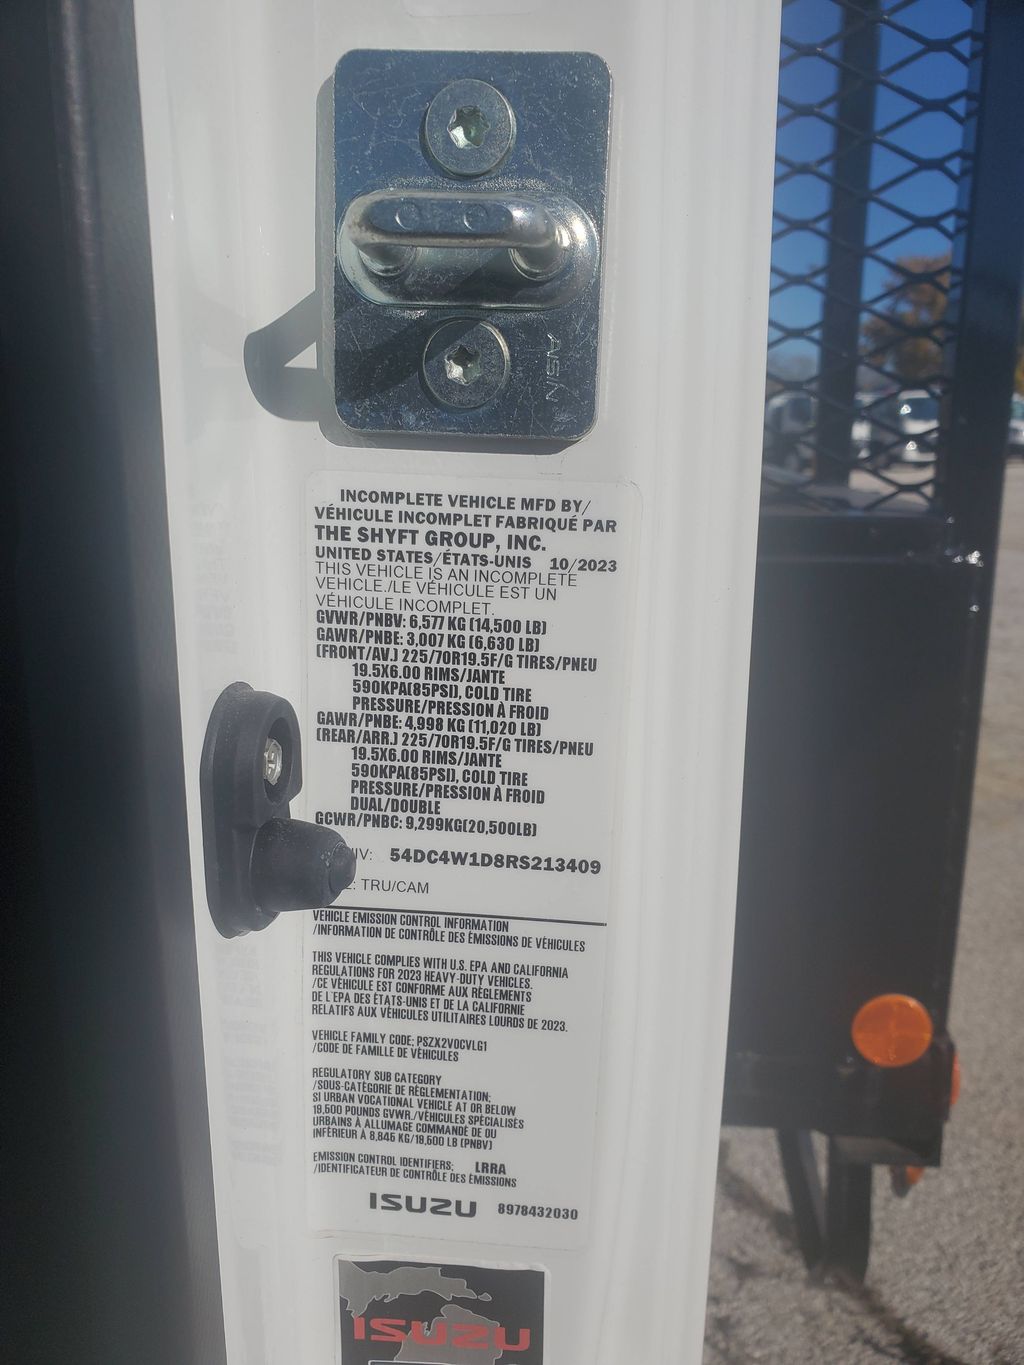 AISIN
INCOMPLETE VEHICLE MFD BY/
VÉHICULE INCOMPLET FABRIQUÉ PAR
THE SHYFT GROUP, INC.
UNITED STATES/ÉTATS-UNIS 10/2023
THIS VEHICLE IS AN INCOMPLETE
VEHICLE./LE VÉHICULE EST UN
VÉHICULE INCOMPLET.
GVWR/PNBV: 6,577 KG (14,500 LB)
GAWR/PNBE: 3,007 KG (6,630 LB)
(FRONT/AV.) 225/70R19.5F/G TIRES/PNEU
19.5X6.00 RIMS/JANTE
590KPA(85PSI), COLD TIRE
PRESSURE/PRESSION À FROID
GAWR/PNBE: 4,998 KG (11,020 LB)
(REAR/ARR.) 225/70R19.5F/G TIRES/PNEU
19.5X6.00 RIMS/JANTE
590KPA(85PSI), COLD TIRE
PRESSURE/PRESSION À FROID
DUAL/DOUBLE
GCWR/PNBC: 9,299KG(20,500LB)
IV: 54DC4W1D8RS213409
: TRU/CAM
VEHICLE EMISSION CONTROL INFORMATION
/INFORMATION DE CONTRÔLE DES ÉMISSIONS DE VÉHICULES
THIS VEHICLE COMPLIES WITH U.S. EPA AND CALIFORNIA
REGULATIONS FOR 2023 HEAVY-DUTY VEHICLES.
/CE VÉHICULE EST CONFORME AUX RÈGLEMENTS
DE L'EPA DES ÉTATS-UNIS ET DE LA CALIFORNIE
RELATIFS AUX VÉHICULES UTILITAIRES LOURDS DE 2023.
VEHICLE FAMILY CODE; PSZX2VOCVLG1
/CODE DE FAMILLE DE VÉHICULES
REGULATORY SUB CATEGORY
/SOUS-CATÉGORIE DE RÉGLEMENTATION;
SI URBAN VOCATIONAL VEHICLE AT OR BELOW
19,500 POUNDS GVWR./VÉHICULES SPÉCIALISÉS
URBAINS À ALLUMAGE COMMANDÉ DE OU
INFÉRIEUR À 8,845 KG/19,500 LB (PNBV)
EMISSION CONTROL IDENTIFIERS; LRRA
/IDENTIFICATEUR DE CONTRÔLE DES ÉMISSIONS
ISUZU 8978432030
ISUZU